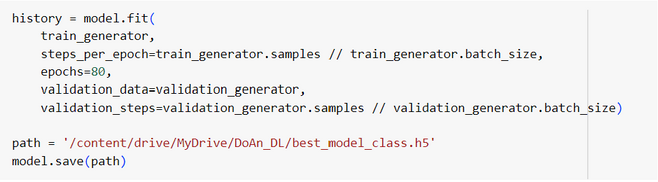 history = model.fit(
    train_generator,
    steps_per_epoch=train_generator.samples // train_generator.batch_size,
    epochs=80,
    validation_data=validation_generator,
    validation_steps=validation_generator.samples // validation_generator.batch_size)
path = '/content/drive/MyDrive/DoAn_DL/best_model_class.h5'
model.save(path)